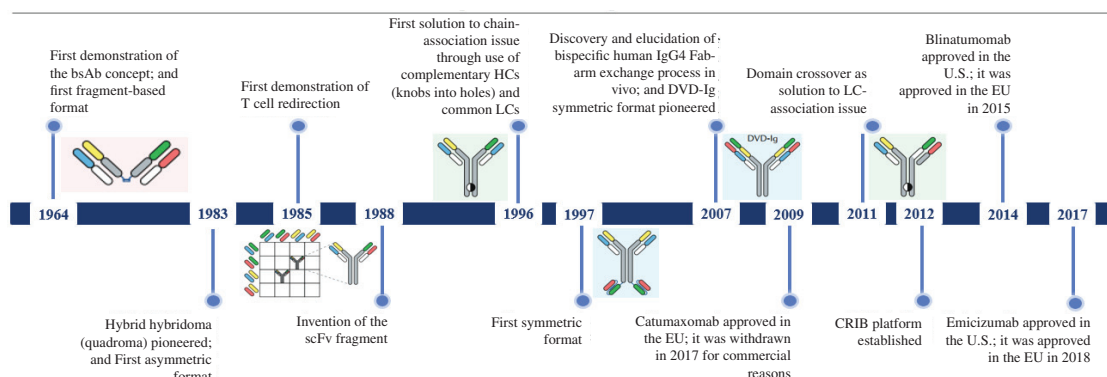 First demonstration of
the bsAb concept; and
first fragment-based
format
First demonstration of
T cell redirection
First solution to chain-
association issue
through use of
complementary HCs
(knobs into holes) and
common LCs
Discovery and elucidation of
bispecific human IgG4 Fab-
arm exchange process in
vivo; and DVD-Ig
symmetric format pioneered
Domain crossover as
solution to LC-
association issue
Blinatumomab
approved in the
U.S.; it was
approved in the EU
in 2015
DVD-Ig
1964
1983
1985
1988
1996
1997
2007
2009
2011
2012
2014
2017
Hybrid hybridoma
(quadroma) pioneered;
and First asymmetric
format
Invention of the
scFv fragment
First symmetric
format
Catumaxomab approved in
the EU; it was withdrawn
in 2017 for commercial
reasons
CRIB platform
established
Emicizumab approved in
the U.S.; it was approved
in the EU in 2018